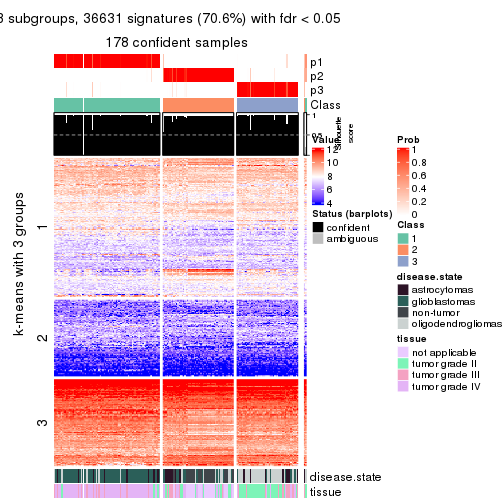 3 subgroups, 36631 signatures (70.6%) with fdr < 0.05
178 confident samples
p1
p2
p3
Class
1
0.5
Silhouette
score
k-means with 3 groups
1
2
3
disease.state
tissue
Value
12
10
8
6
4
Status (barplots)
confident
ambiguous
Prob
1
0.8
0.6
0.4
0.2
0
Class
1
2
3
disease.state
astrocytomas
glioblastomas
non-tumor
oligodendrogliomas
tissue
not applicable
tumor grade II
tumor grade III
tumor grade IV